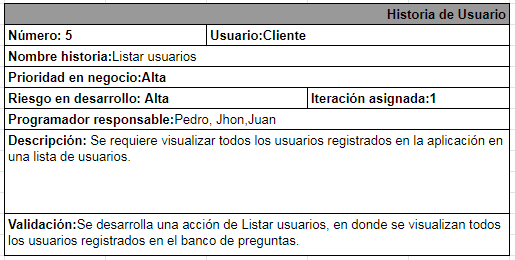 Historia de Usuario
Número: 5 Usuario:Cliente
Nombre historia:Listar usuarios
Prioridad en negocio:Alta
Riesgo en desarrollo: Alta Iteración asignada:1
Programador responsable:Pedro, Jhon,Juan
Descripción: Se requiere visualizar todos los usuarios registrados en la aplicación en
una lista de usuarios.
Validación:Se desarrolla una acción de Listar usuarios, en donde se visualizan todos
los usuarios registrados en el banco de preguntas.